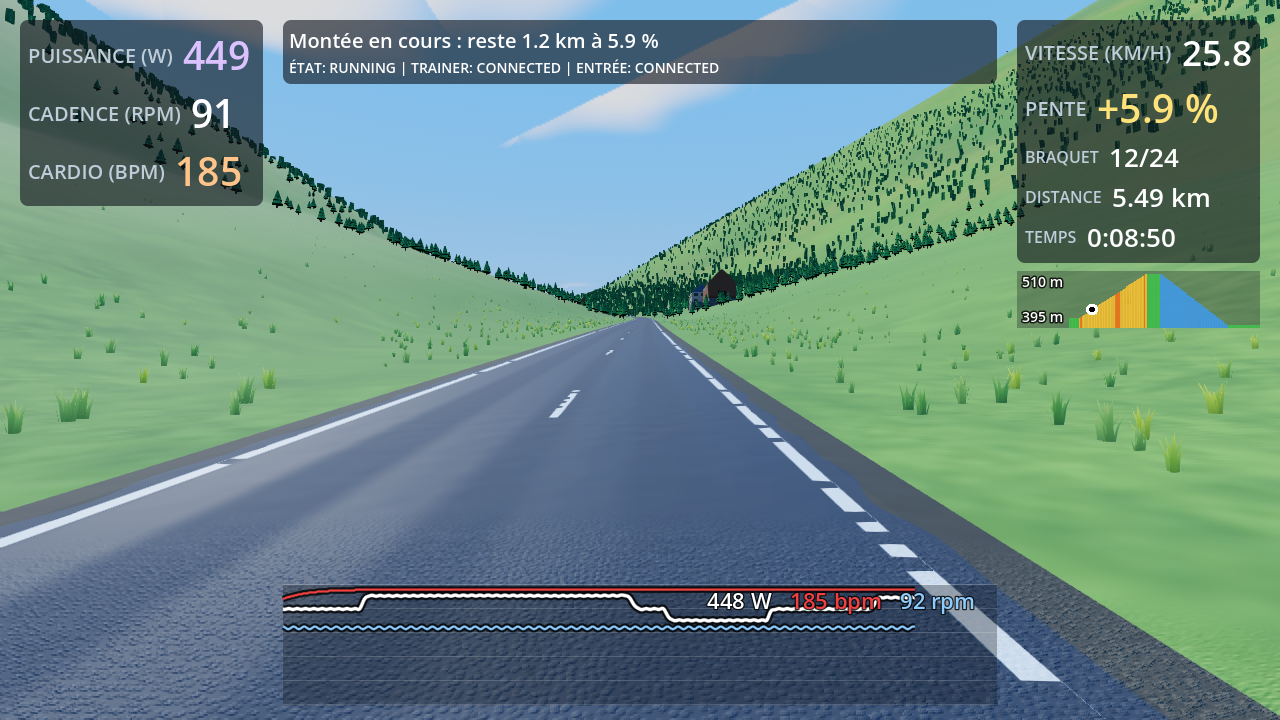 PUISSANCE (W) 449
CADENCE (RPM) 91
CARDIO (BPM) 185
Montée en cours : reste 1.2 km à 5.9 %
ÉTAT: RUNNING | TRAINER: CONNECTED | ENTRÉE: CONNECTED
VITESSE (KM/H) 25.8
PENTE +5.9 %
BRAQUET 12/24
DISTANCE 5.49 km
TEMPS 0:08:50
510 m
395 m
448 W 185 bpm 92 rpm